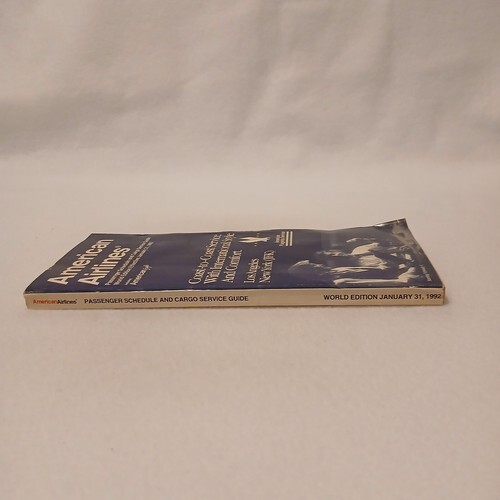 American
Airlines®
Coast-to-Coast Service
With International Style
And Comfort.
Los Angeles
New York (JFK)
AmericanAirlines® PASSENGER SCHEDULE AND CARGO SERVICE GUIDE WORLD EDITION JANUARY 31, 1992